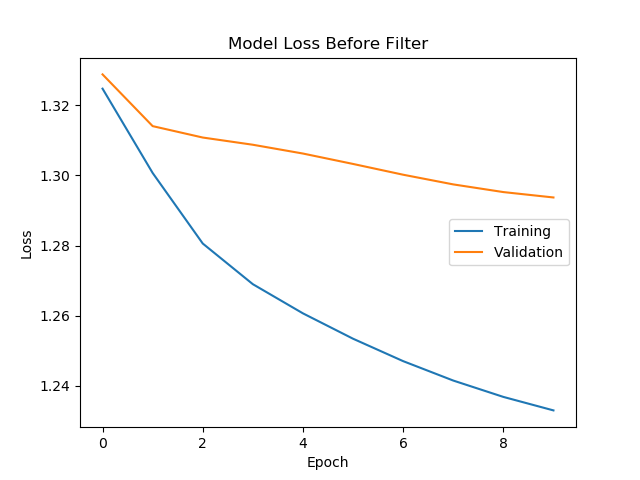 Model Loss Before Filter
1.32
1.30
1.28
1.26
1.24
Loss
Training
Validation
0 2 4 6 8
Epoch